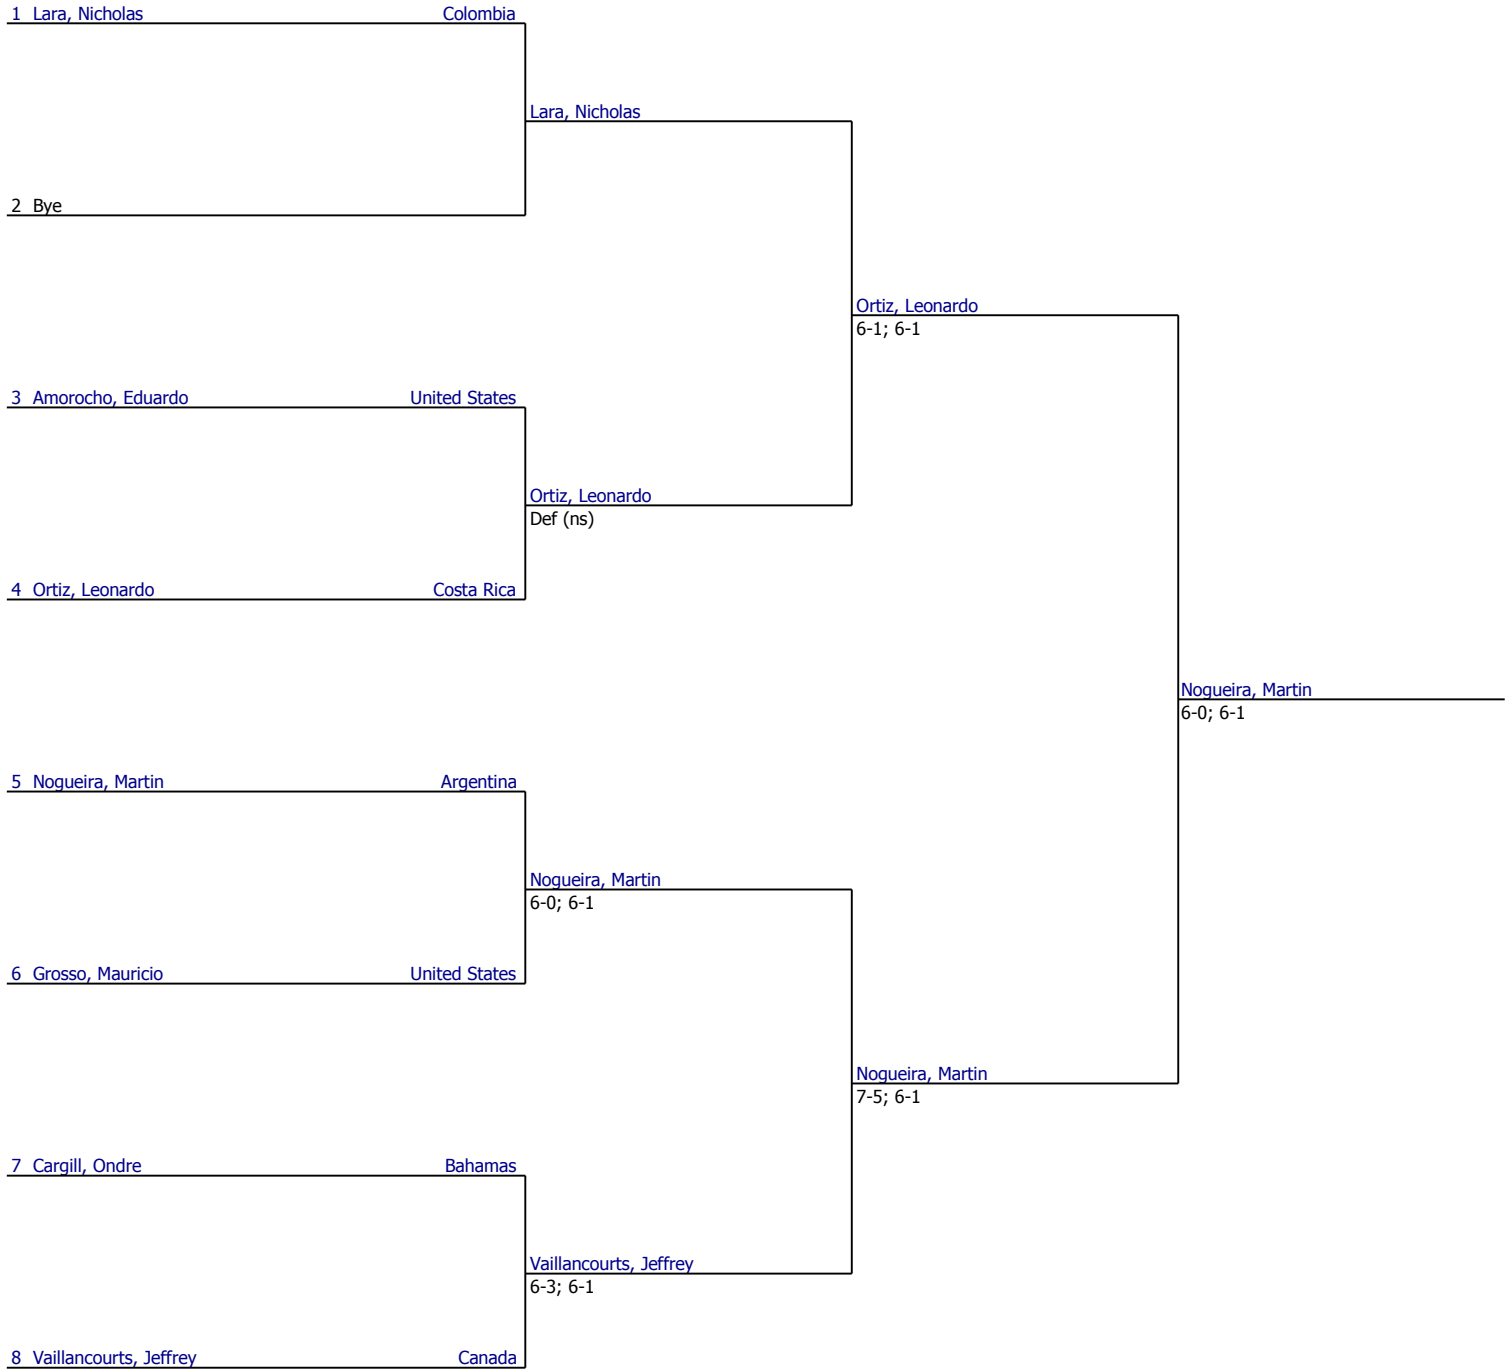 1 Lara, Nicholas Colombia
Lara, Nicholas
2 Bye
Ortiz, Leonardo
6-1; 6-1
3 Amorocho, Eduardo United States
Ortiz, Leonardo
Def (ns)
4 Ortiz, Leonardo Costa Rica
Nogueira, Martin
6-0; 6-1
5 Nogueira, Martin Argentina
Nogueira, Martin
6-0; 6-1
6 Grosso, Mauricio United States
Nogueira, Martin
7-5; 6-1
7 Cargill, Ondre Bahamas
Vaillancourts, Jeffrey
6-3; 6-1
8 Vaillancourts, Jeffrey Canada